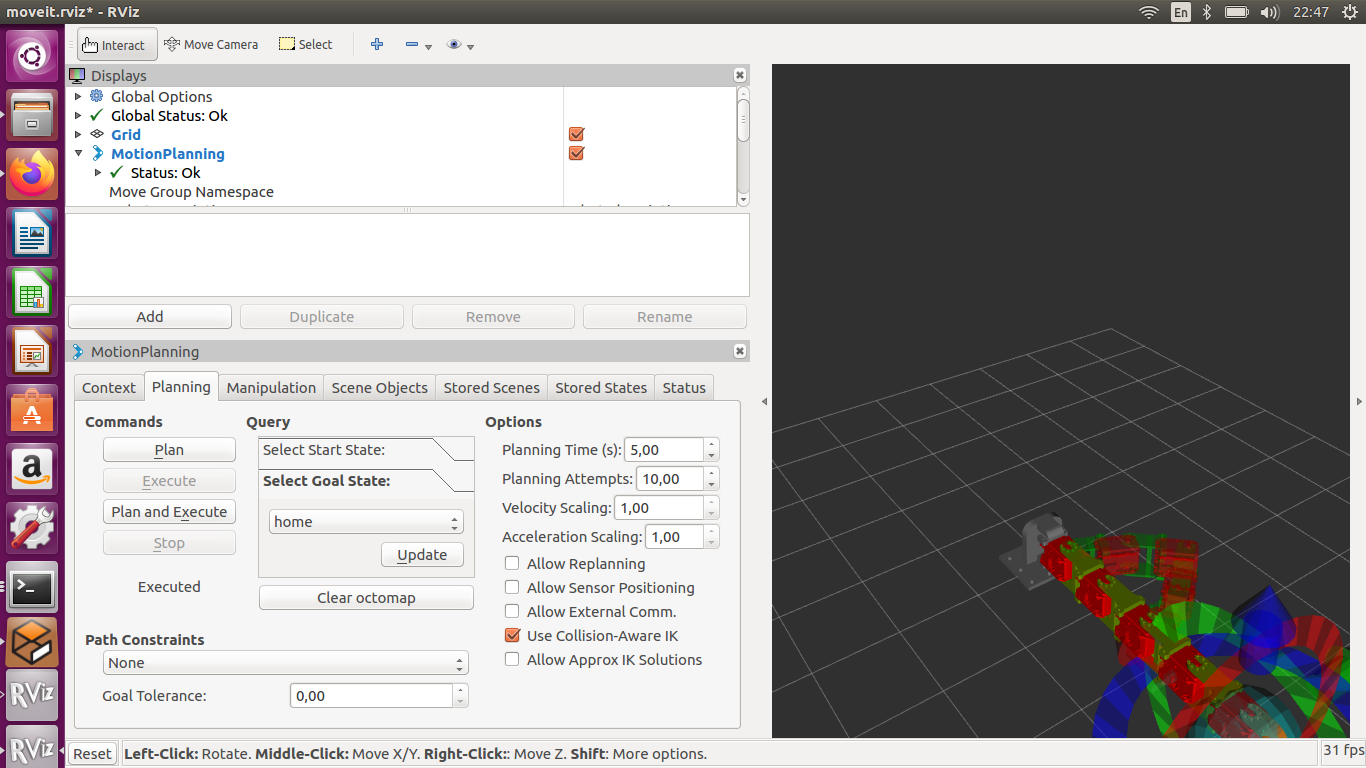 moveit.rviz* - RViz
En
22:47
Interact
Move Camera
Select
Displays
Global Options
Global Status: Ok
Grid
MotionPlanning
Status: Ok
Move Group Namespace
Add
Duplicate
Remove
Rename
MotionPlanning
Context
Planning
Manipulation
Scene Objects
Stored Scenes
Stored States
Status
Commands
Plan
Execute
Plan and Execute
Stop
Executed
Query
Select Start State:
Select Goal State:
home
Update
Clear octomap
Options
Planning Time (s): 5,00
Planning Attempts: 10,00
Velocity Scaling: 1,00
Acceleration Scaling: 1,00
Allow Replanning
Allow Sensor Positioning
Allow External Comm.
Use Collision-Aware IK
Allow Approx IK Solutions
Path Constraints
None
Goal Tolerance: 0,00
RViz
RViz
Reset
Left-Click: Rotate. Middle-Click: Move X/Y. Right-Click:: Move Z. Shift: More options.
31 fps